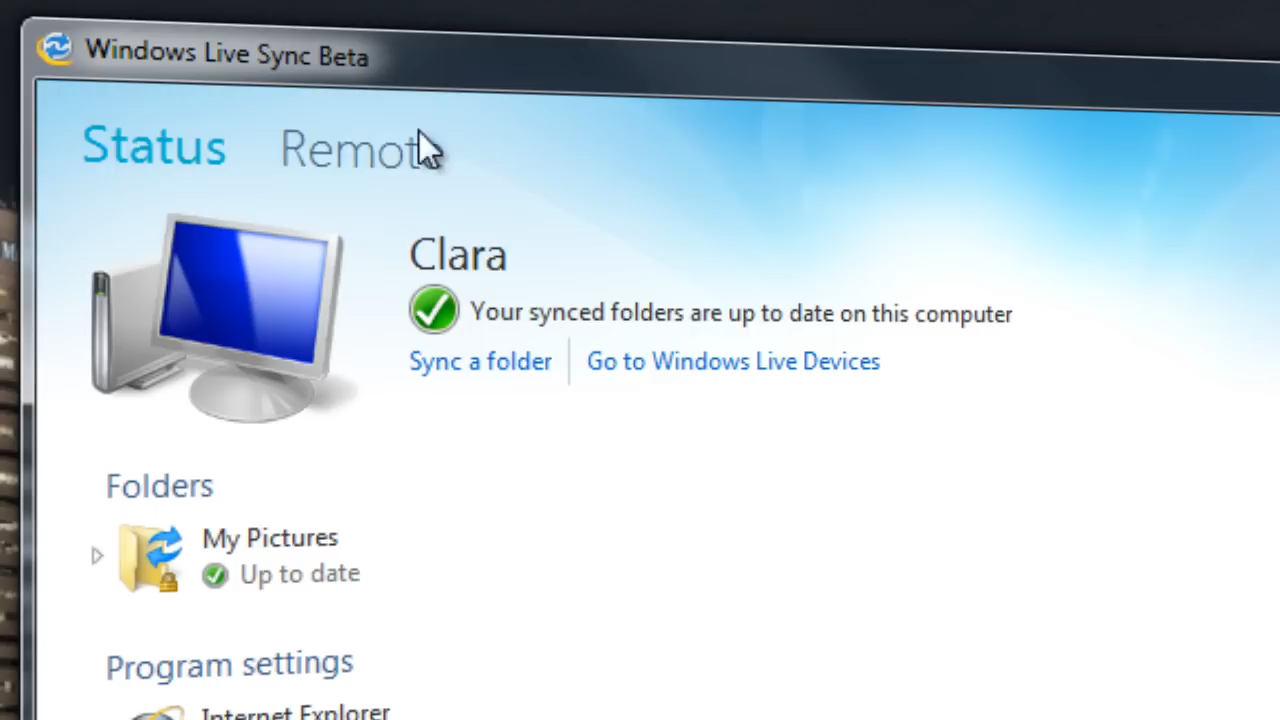 Windows Live Sync Beta
Status Remot
Clara
Your synced folders are up to date on this computer
Sync a folder Go to Windows Live Devices
Folders
My Pictures
Up to date
Program settings
Internet Explorer